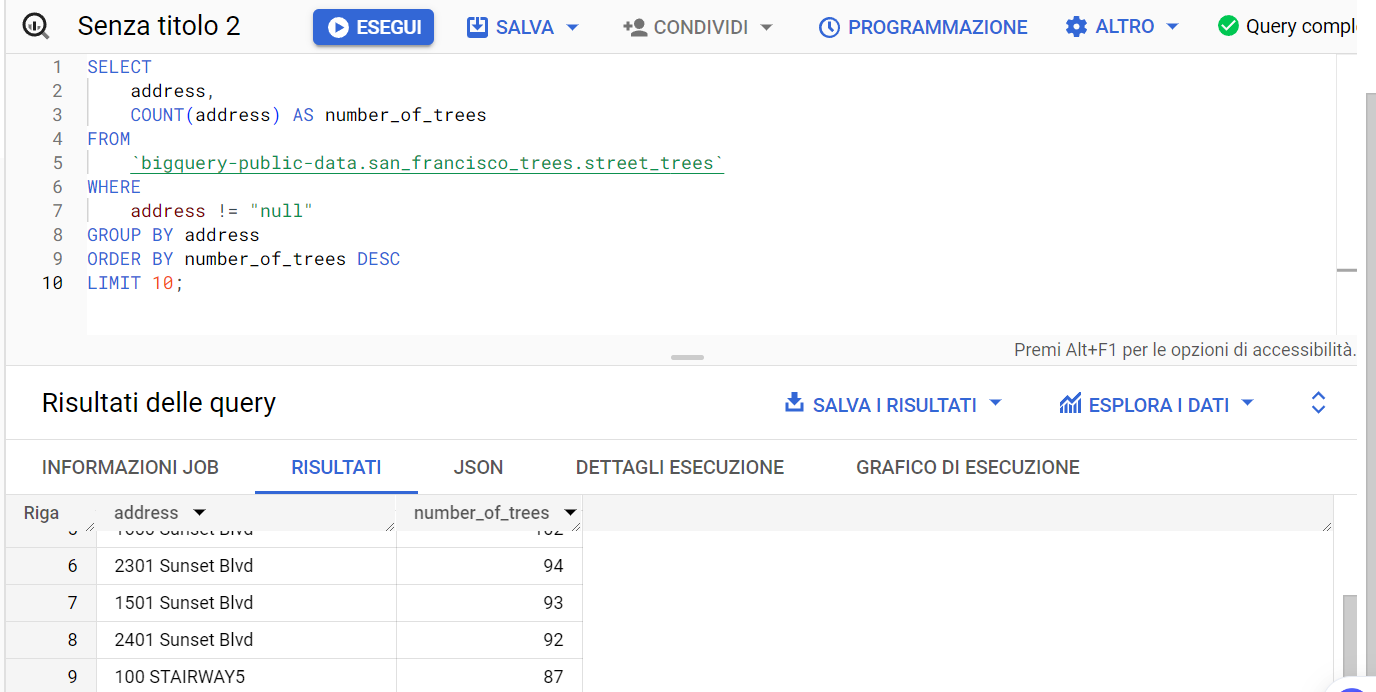 Senza titolo 2 ESEGUI SALVA CONDIVIDI PROGRAMMAZIONE ALTRO Query comple
1 SELECT
2 address,
3 COUNT(address) AS number_of_trees
4 FROM
5 `bigquery-public-data.san_francisco_trees.street_trees`
6 WHERE
7 address != "null"
8 GROUP BY address
9 ORDER BY number_of_trees DESC
10 LIMIT 10;
Premi Alt+F1 per le opzioni di accessibilità.
Risultati delle query SALVA I RISULTATI ESPLORA I DATI
INFORMAZIONI JOB RISULTATI JSON DETTAGLI ESECUZIONE GRAFICO DI ESECUZIONE
Riga address number_of_trees
Sunset Blvd
6 2301 Sunset Blvd 94
7 1501 Sunset Blvd 93
8 2401 Sunset Blvd 92
9 100 STAIRWAY5 87